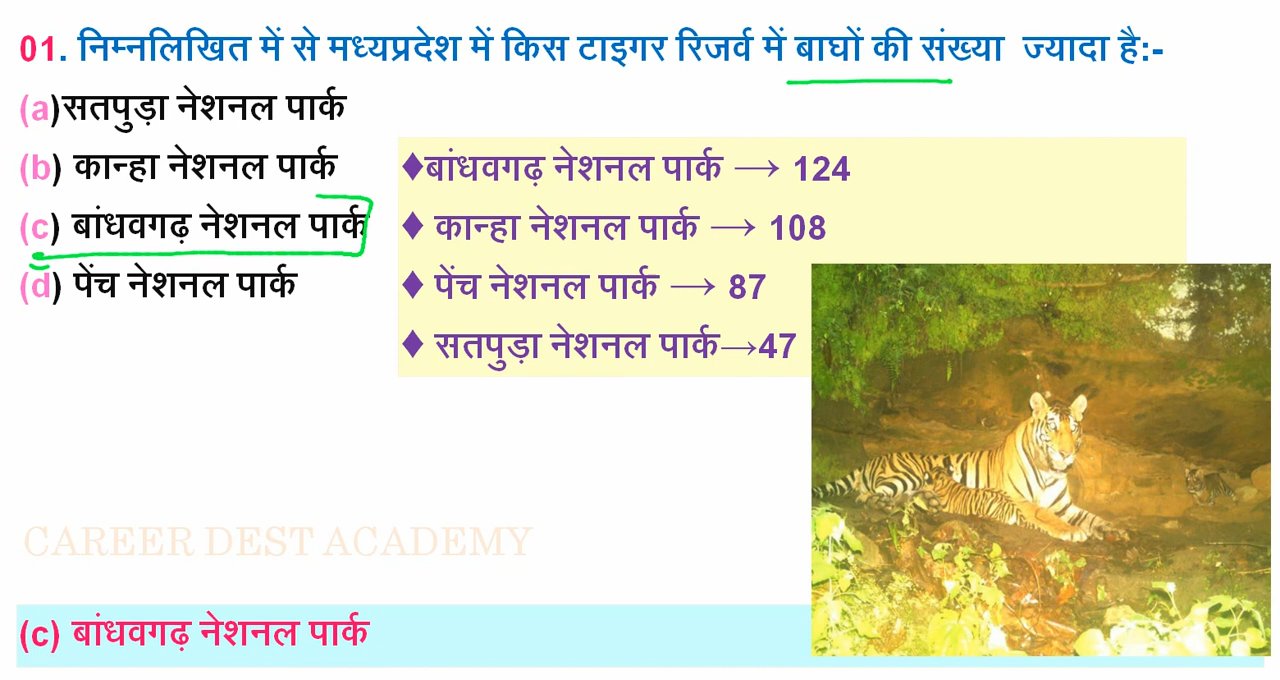 01. निम्नलिखित में से मध्यप्रदेश में किस टाइगर रिजर्व में बाघों की संख्या ज्यादा है:-
(a)सतपुड़ा नेशनल पार्क
(b) कान्हा नेशनल पार्क
(c) बांधवगढ़ नेशनल पार्क
(d) पेंच नेशनल पार्क
♦बांधवगढ़ नेशनल पार्क → 124
♦ कान्हा नेशनल पार्क → 108
♦ पेंच नेशनल पार्क → 87
♦ सतपुड़ा नेशनल पार्क→47
CAREER DEST ACADEMY
(c) बांधवगढ़ नेशनल पार्क